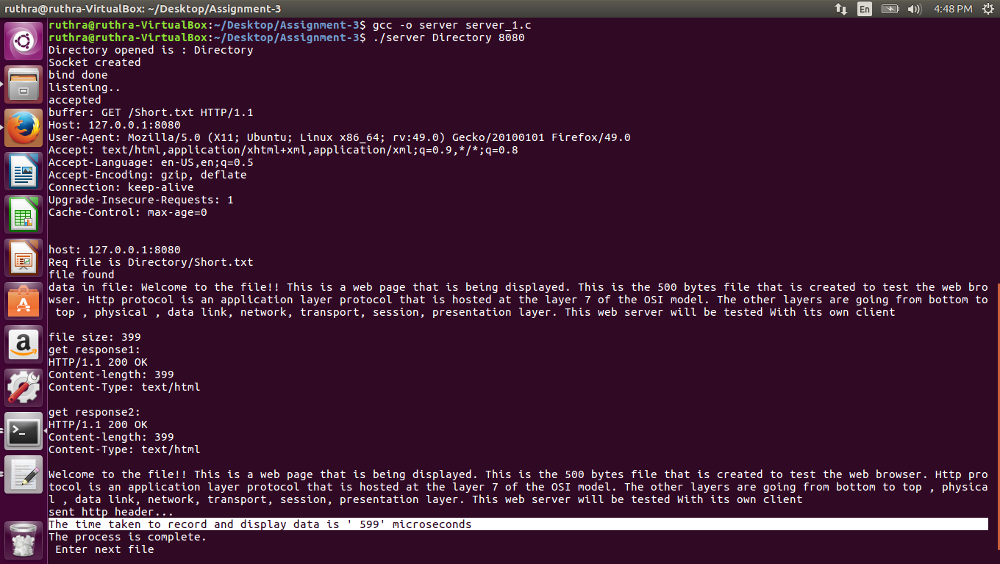 ruthra@ruthra-VirtualBox: ~/Desktop/Assignment-3
En
4:48 PM
ruthra@ruthra-VirtualBox:~/Desktop/Assignment-3$ gcc -o server server_1.c
ruthra@ruthra-VirtualBox:~/Desktop/Assignment-3$ ./server Directory 8080
Directory opened is : Directory
Socket created
bind done
listening..
accepted
buffer: GET /Short.txt HTTP/1.1
Host: 127.0.0.1:8080
User-Agent: Mozilla/5.0 (X11; Ubuntu; Linux x86_64; rv:49.0) Gecko/20100101 Firefox/49.0
Accept: text/html,application/xhtml+xml,application/xml;q=0.9,*/*;q=0.8
Accept-Language: en-US,en;q=0.5
Accept-Encoding: gzip, deflate
Connection: keep-alive
Upgrade-Insecure-Requests: 1
Cache-Control: max-age=0
host: 127.0.0.1:8080
Req file is Directory/Short.txt
file found
data in file: Welcome to the file!! This is a web page that is being displayed. This is the 500 bytes file that is created to test the web bro
wser. Http protocol is an application layer protocol that is hosted at the layer 7 of the OSI model. The other layers are going from bottom to
 top , physical , data link, network, transport, session, presentation layer. This web server will be tested With its own client
file size: 399
get response1:
HTTP/1.1 200 OK
Content-length: 399
Content-Type: text/html
get response2:
HTTP/1.1 200 OK
Content-length: 399
Content-Type: text/html
Welcome to the file!! This is a web page that is being displayed. This is the 500 bytes file that is created to test the web browser. Http pro
tocol is an application layer protocol that is hosted at the layer 7 of the OSI model. The other layers are going from bottom to top , physica
l , data link, network, transport, session, presentation layer. This web server will be tested With its own client
sent http header...
The time taken to record and display data is ' 599' microseconds
The process is complete.
 Enter next file